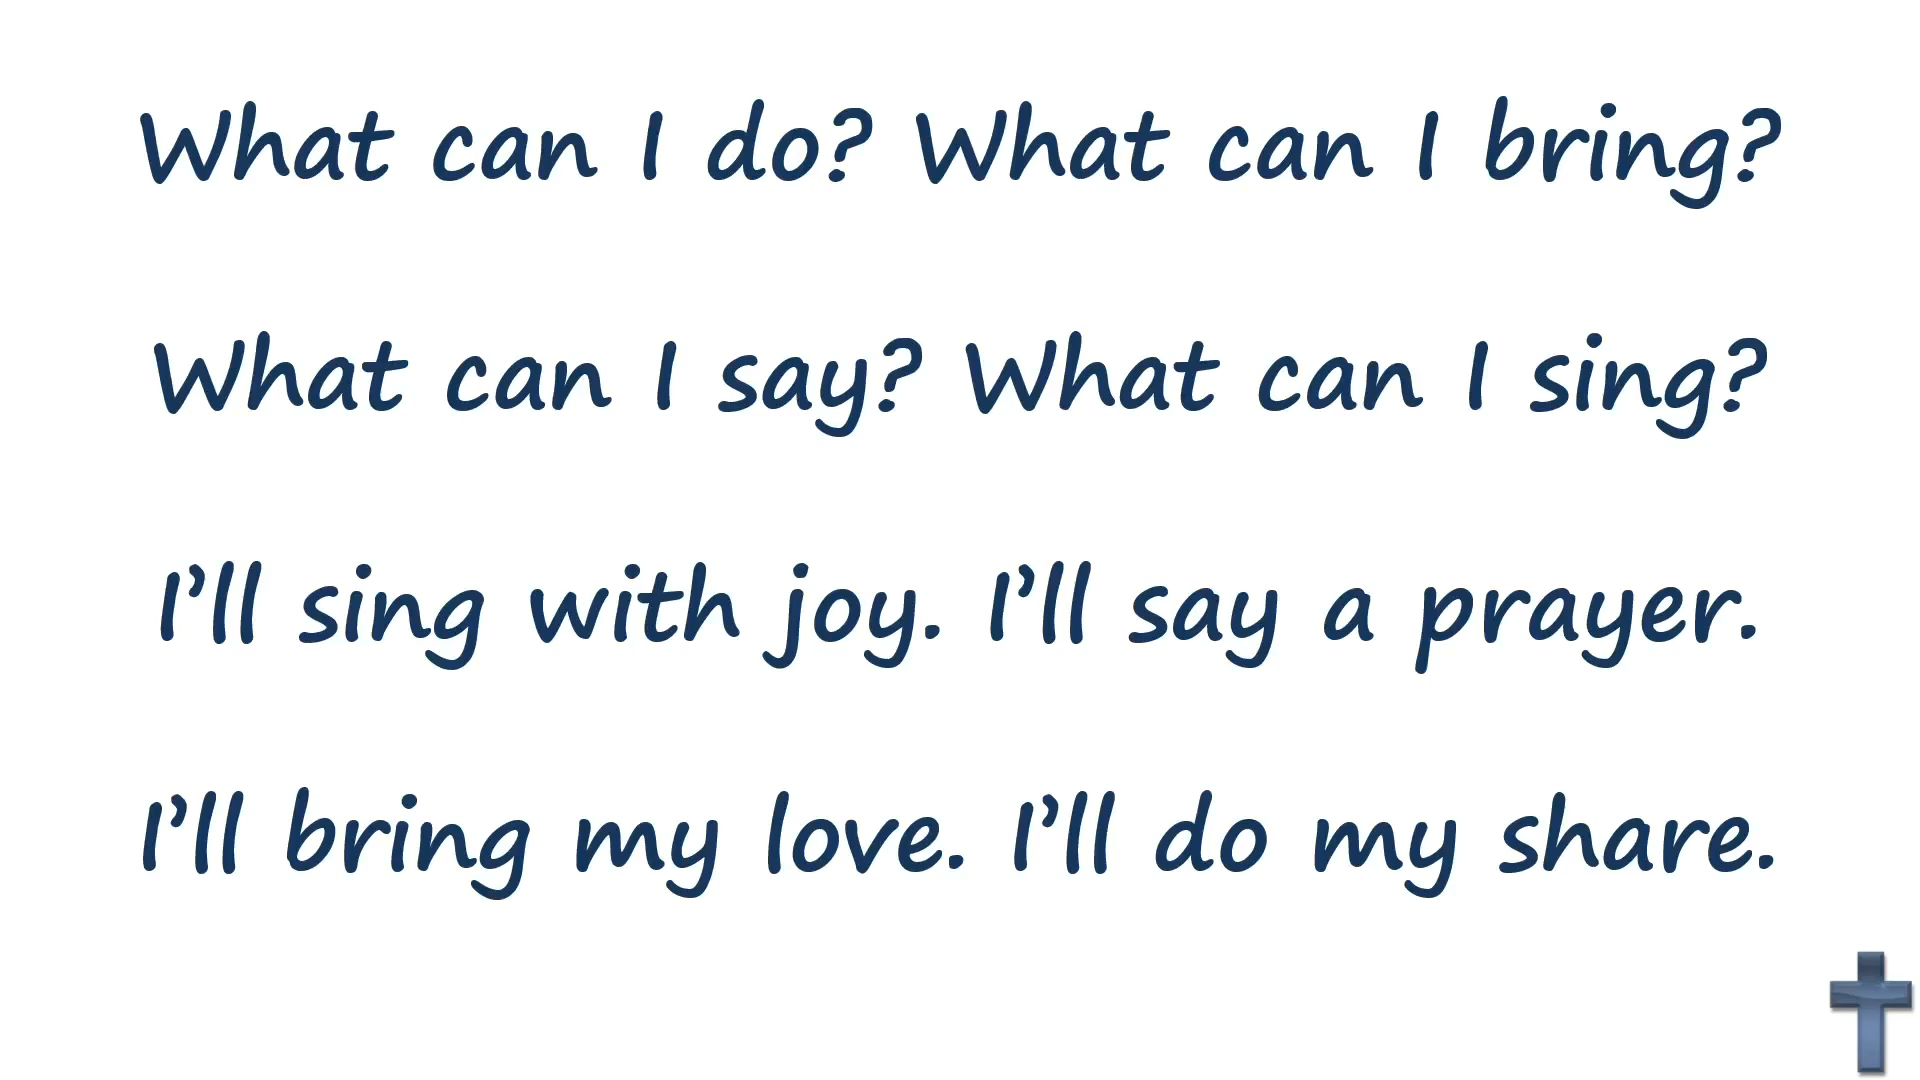 What can I do? What can I bring?
What can I say? What can I sing?
I’ll sing with joy. I’ll say a prayer.
I’ll bring my love. I’ll do my share.